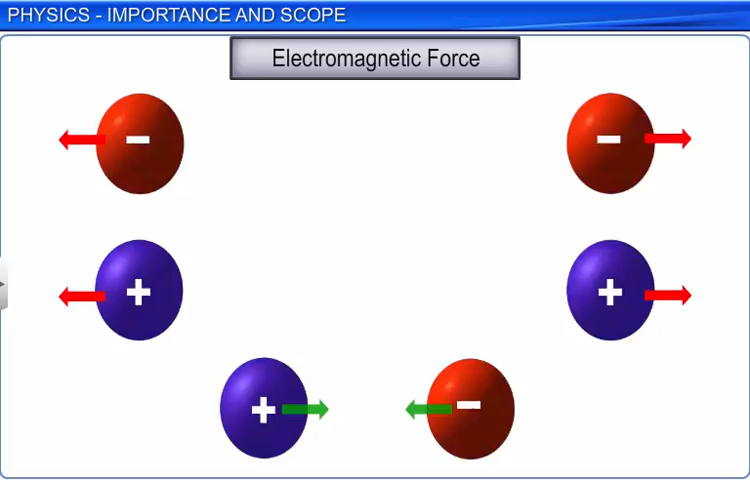 PHYSICS - IMPORTANCE AND SCOPE
Electromagnetic Force
- -
+ +
+ -